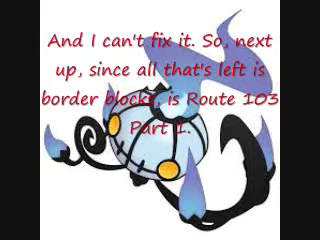 And I can't fix it. So, next
up, since all that's left is
border blocks, is Route 103
Part 1.